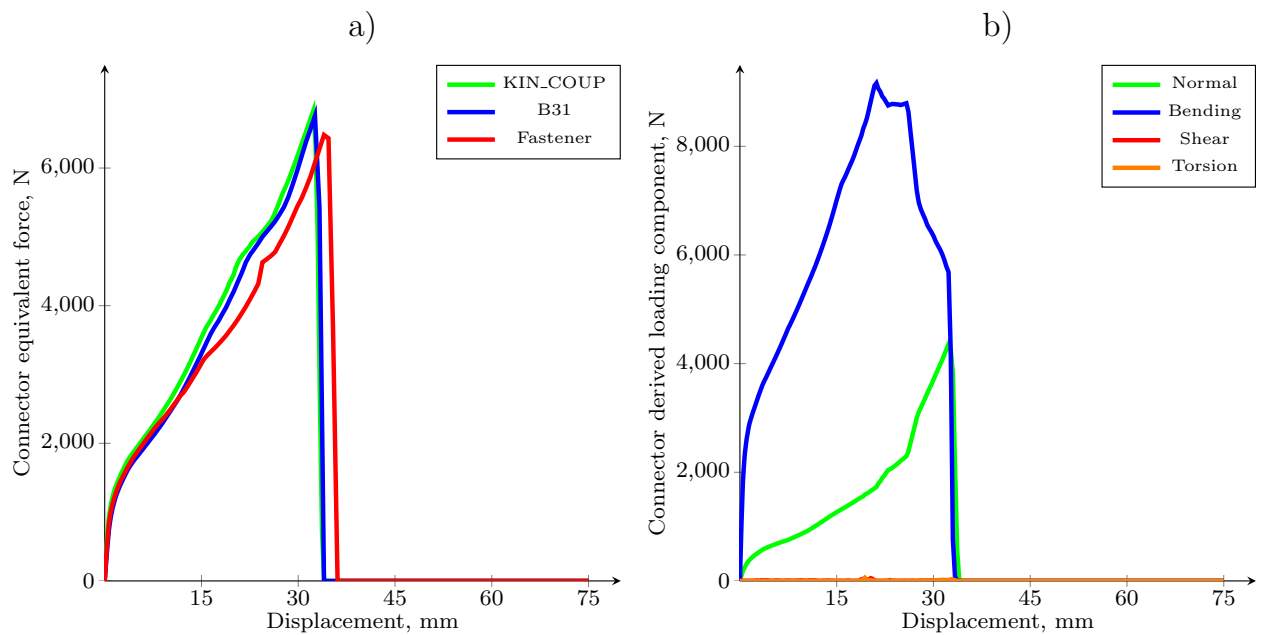 a)
Connector equivalent force, N
6,000
4,000
2,000
0
15
30
45
60
75
Displacement, mm
KIN_COUP
B31
Fastener
b)
Connector derived loading component, N
8,000
6,000
4,000
2,000
0
15
30
45
60
75
Displacement, mm
Normal
Bending
Shear
Torsion